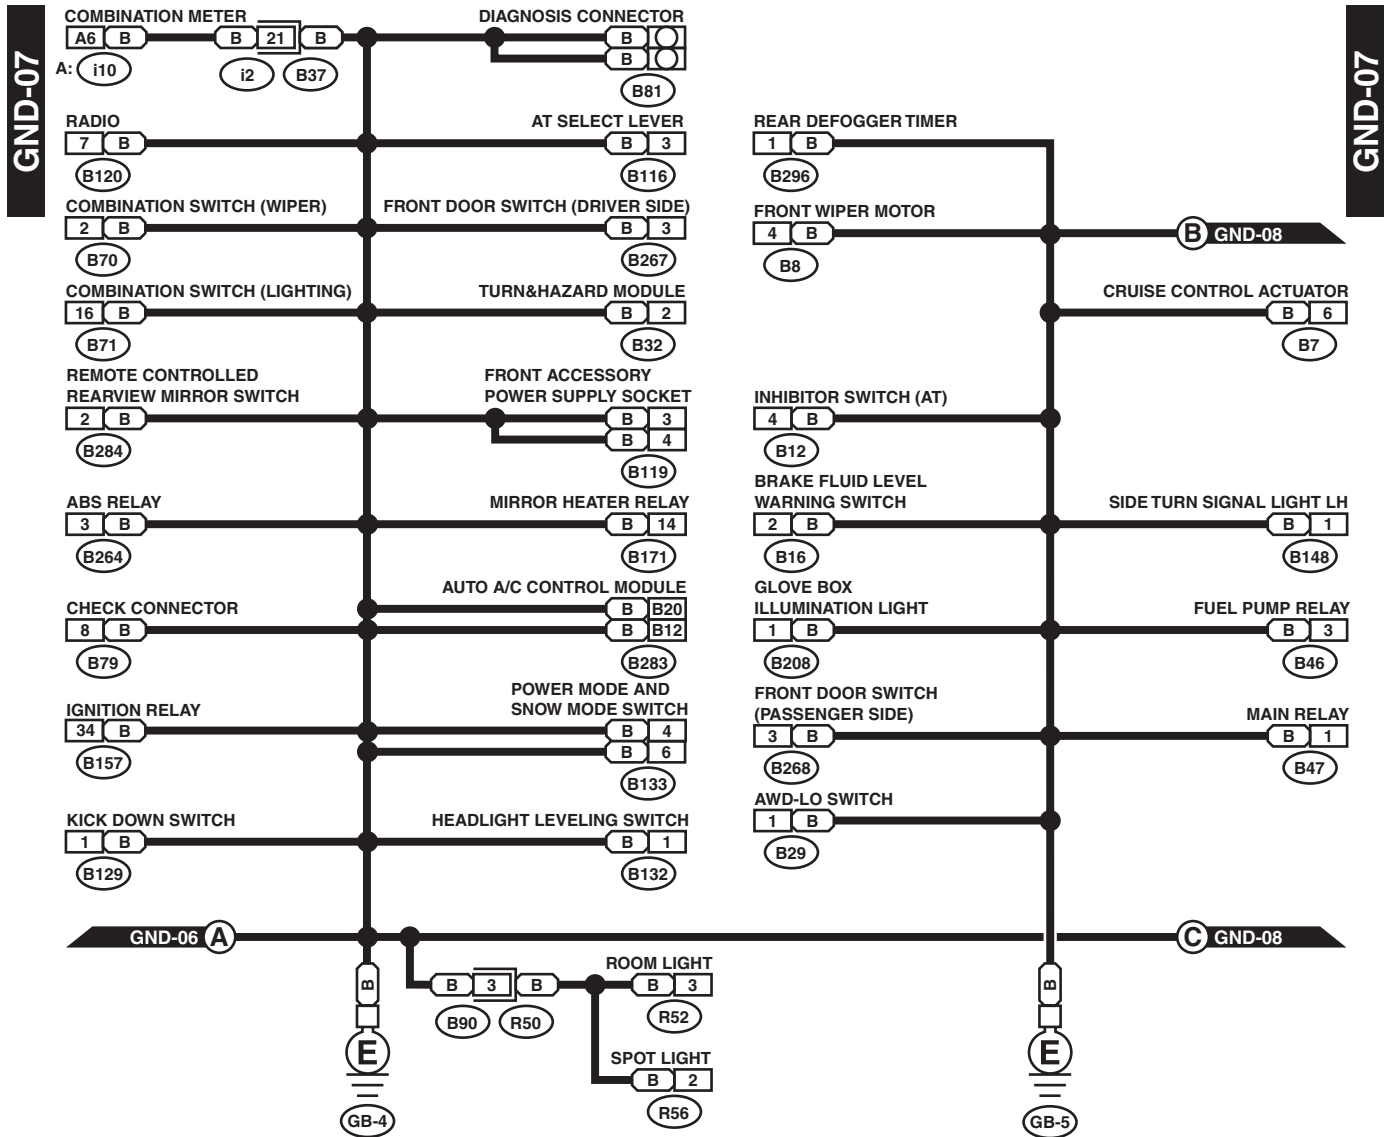 GND-07
GND-07
COMBINATION METER
A6 B B 21 B
A: i10
i2 B37
DIAGNOSIS CONNECTOR
B
B
B81
RADIO
7 B
B120
AT SELECT LEVER
B 3
B116
COMBINATION SWITCH (WIPER)
2 B
B70
FRONT DOOR SWITCH (DRIVER SIDE)
B 3
B267
COMBINATION SWITCH (LIGHTING)
16 B
B71
TURN&HAZARD MODULE
B 2
B32
REMOTE CONTROLLED
REARVIEW MIRROR SWITCH
2 B
B284
FRONT ACCESSORY
POWER SUPPLY SOCKET
B 3
B 4
B119
ABS RELAY
3 B
B264
MIRROR HEATER RELAY
B 14
B171
AUTO A/C CONTROL MODULE
B B20
B B12
B283
CHECK CONNECTOR
8 B
B79
POWER MODE AND
SNOW MODE SWITCH
B 4
B 6
B133
IGNITION RELAY
34 B
B157
KICK DOWN SWITCH
1 B
B129
HEADLIGHT LEVELING SWITCH
B 1
B132
REAR DEFOGGER TIMER
1 B
B296
FRONT WIPER MOTOR
4 B
B8
B GND-08
CRUISE CONTROL ACTUATOR
B 6
B7
INHIBITOR SWITCH (AT)
4 B
B12
BRAKE FLUID LEVEL
WARNING SWITCH
2 B
B16
SIDE TURN SIGNAL LIGHT LH
B 1
B148
GLOVE BOX
ILLUMINATION LIGHT
1 B
B208
FUEL PUMP RELAY
B 3
B46
FRONT DOOR SWITCH
(PASSENGER SIDE)
3 B
B268
MAIN RELAY
B 1
B47
AWD-LO SWITCH
1 B
B29
GND-06 A
C GND-08
B
E
GB-4
B 3 B
B90 R50
ROOM LIGHT
B 3
R52
SPOT LIGHT
B 2
R56
B
E
GB-5